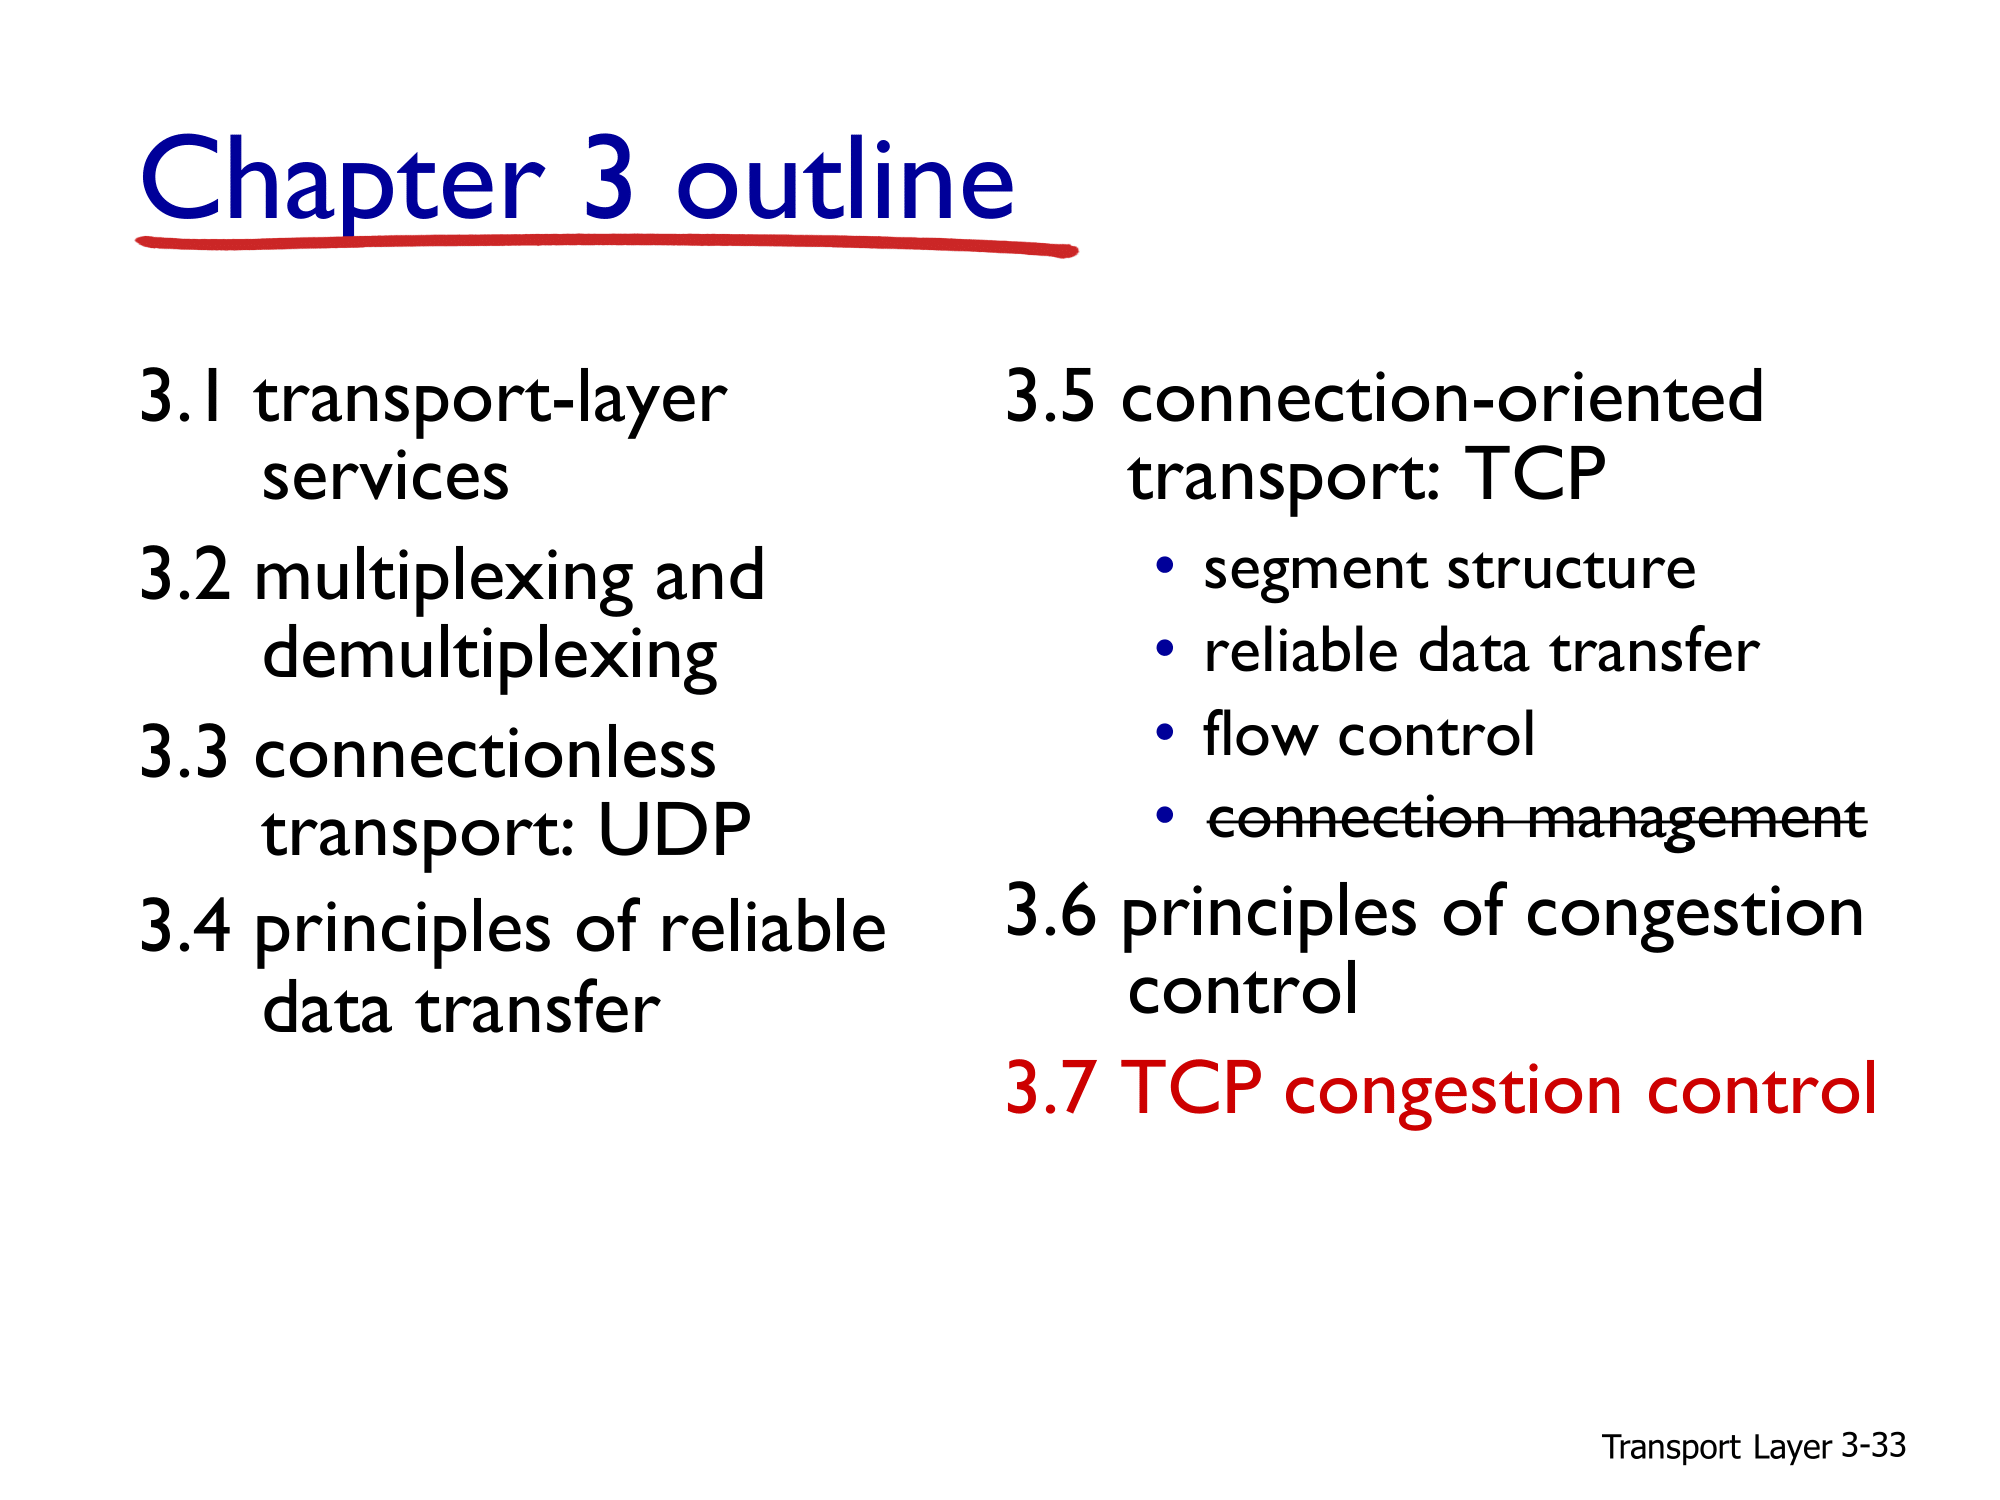 Chapter 3 outline
3.1 transport-layer
services
3.2 multiplexing and
demultiplexing
3.3 connectionless
transport: UDP
3.4 principles of reliable
data transfer
3.5 connection-oriented
transport: TCP
• segment structure
• reliable data transfer
• flow control
• connection management
3.6 principles of congestion
control
3.7 TCP congestion control
Transport Layer 3-33